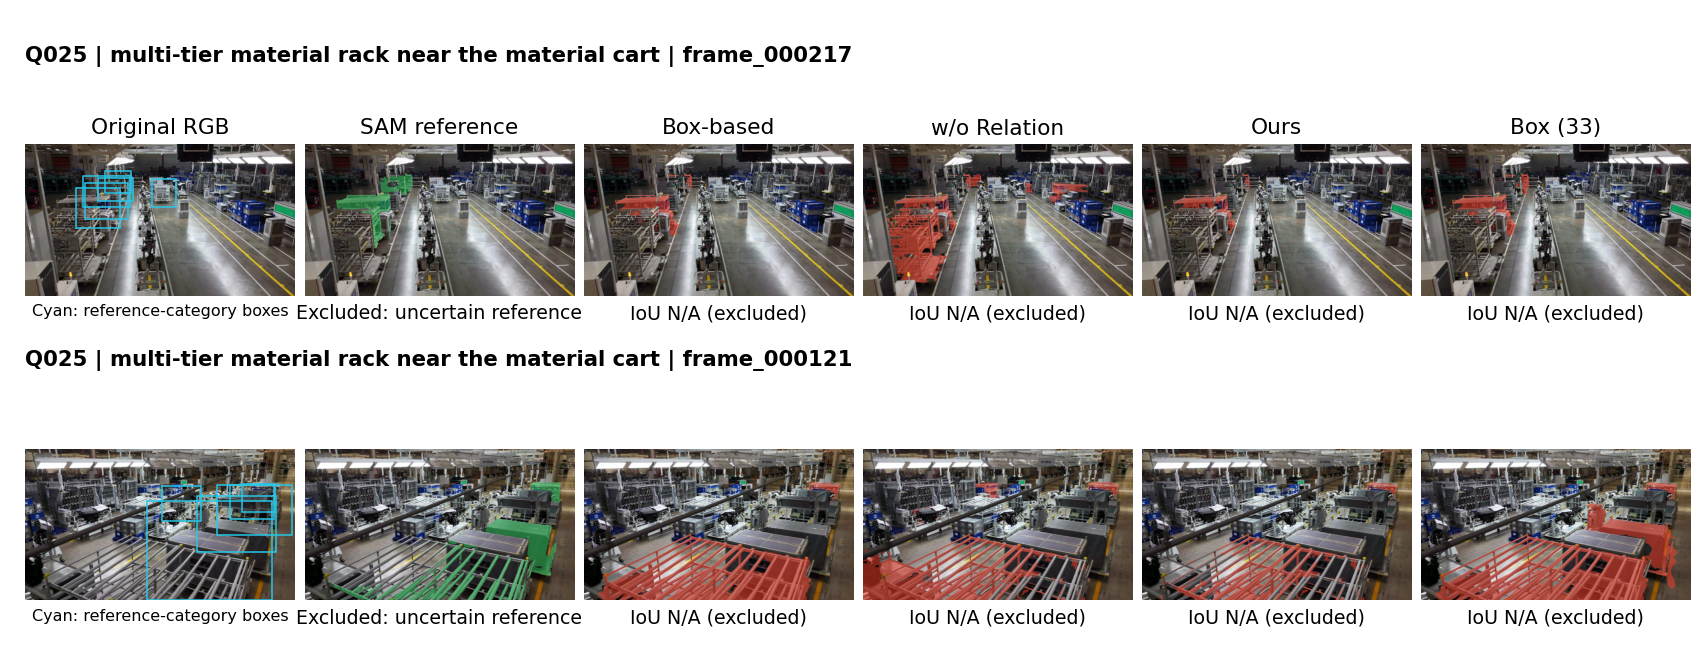 Q025 | multi-tier material rack near the material cart | frame_000217
Original RGB
SAM reference
Box-based
w/o Relation
Ours
Box (33)
Cyan: reference-category boxes
Excluded: uncertain reference
IoU N/A (excluded)
IoU N/A (excluded)
IoU N/A (excluded)
IoU N/A (excluded)
Q025 | multi-tier material rack near the material cart | frame_000121
Cyan: reference-category boxes
Excluded: uncertain reference
IoU N/A (excluded)
IoU N/A (excluded)
IoU N/A (excluded)
IoU N/A (excluded)